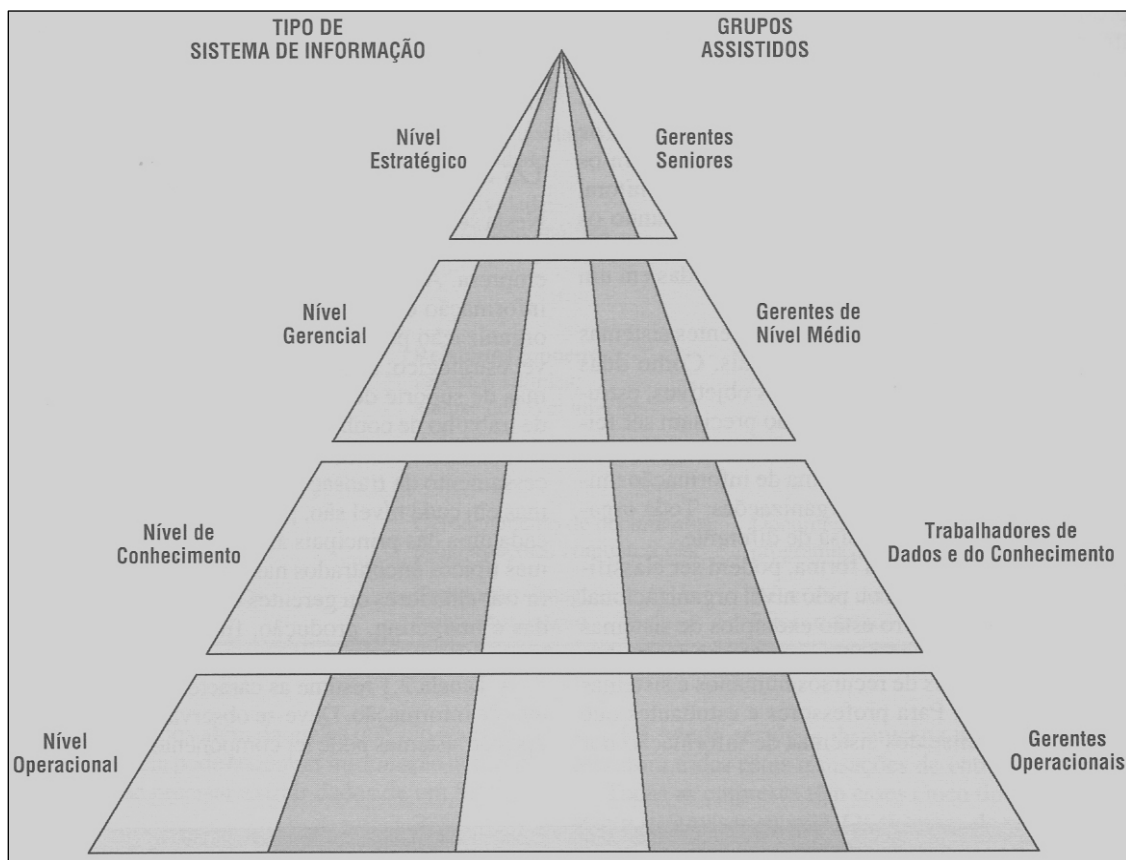 TIPO DE
SISTEMA DE INFORMAÇÃO
GRUPOS
ASSISTIDOS
Nível
Estratégico
Gerentes
Seniores
Nível
Gerencial
Gerentes de
Nível Médio
Nível de
Conhecimento
Trabalhadores de
Dados e do Conhecimento
Nível
Operacional
Gerentes
Operacionais